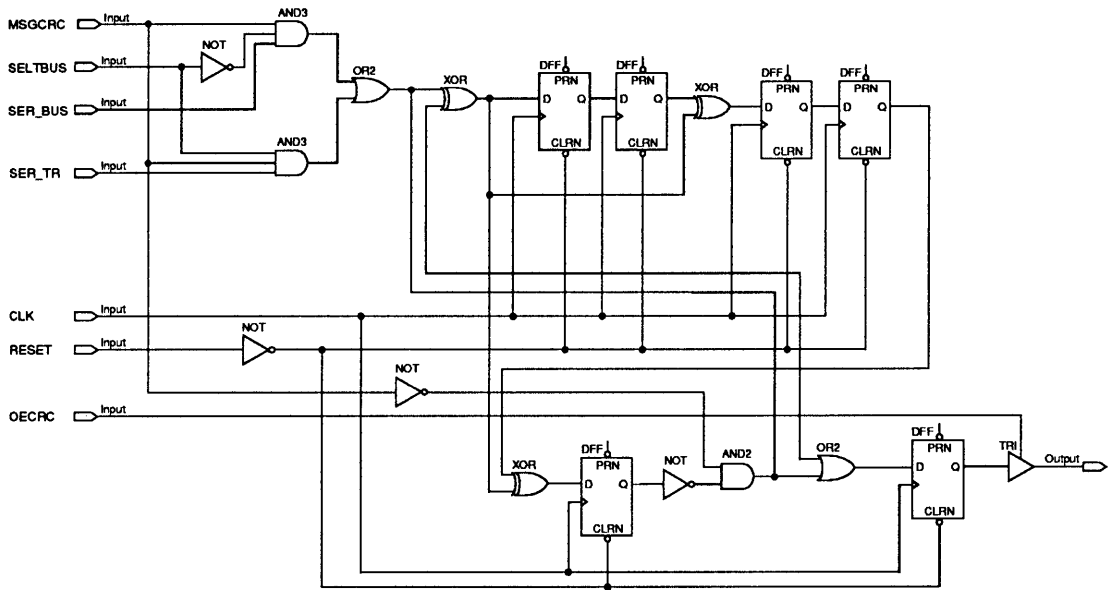 MSGCRC Input
AND3
NOT
SELTBUS Input
OR2
XOR
DFF
PRN
D Q
CLRN
DFF
PRN
D Q
CLRN
XOR
DFF
PRN
D Q
CLRN
DFF
PRN
D Q
CLRN
SER_BUS Input
AND3
SER_TR Input
CLK Input
RESET Input
NOT
NOT
OECRC Input
XOR
DFF
PRN
D Q
CLRN
NOT
AND2
OR2
DFF
PRN
D Q
CLRN
TRI
Output